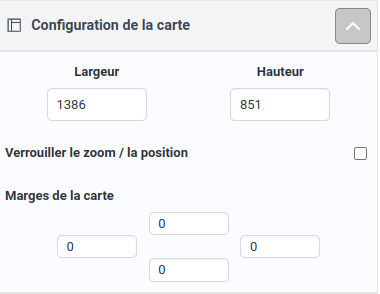 Configuration de la carte
Largeur Hauteur
1386 851
Verrouiller le zoom / la position
Marges de la carte
0
0 0
0